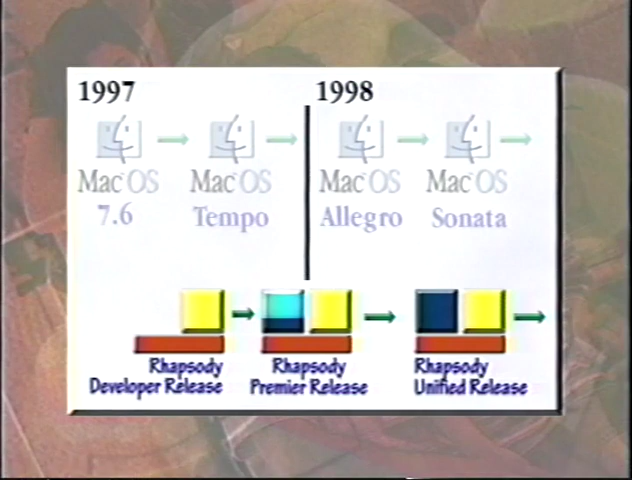 1997
1998
Mac OS
7.6
Mac OS
Tempo
Mac OS
Allegro
Mac OS
Sonata
Rhapsody
Developer Release
Rhapsody
Premier Release
Rhapsody
Unified Release